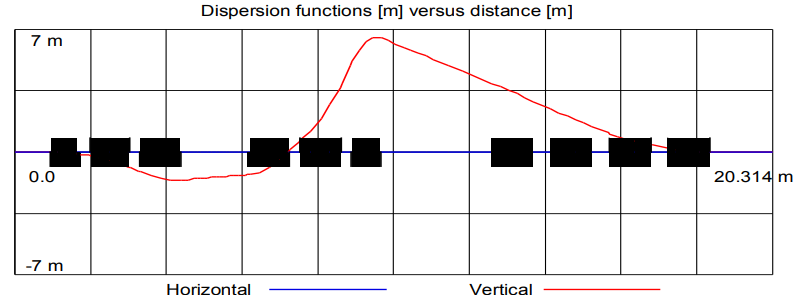 Dispersion functions [m] versus distance [m]
7 m
0.0
20.314 m
-7 m
Horizontal
Vertical